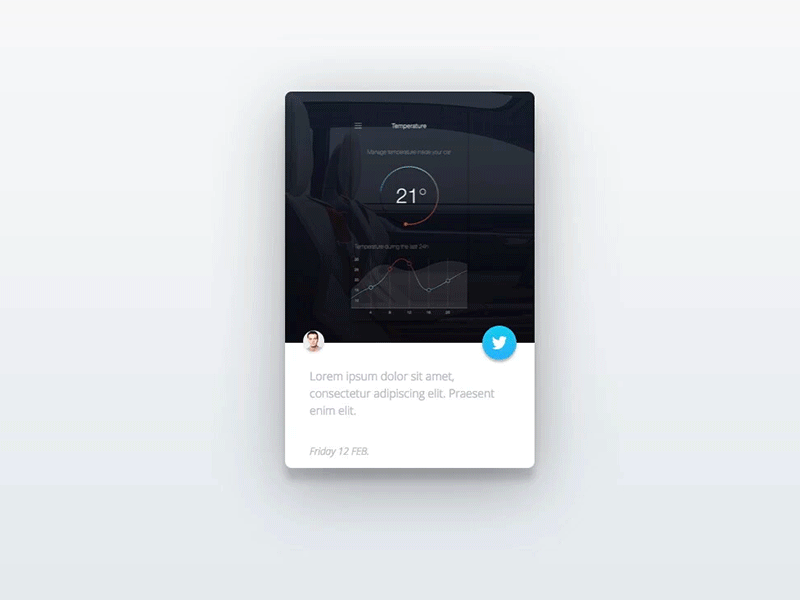 Temperature
Manage temperature inside your car
21°
Temperature during the last 24h
Lorem ipsum dolor sit amet,
consectetur adipiscing elit. Praesent
enim elit.
Friday 12 FEB.